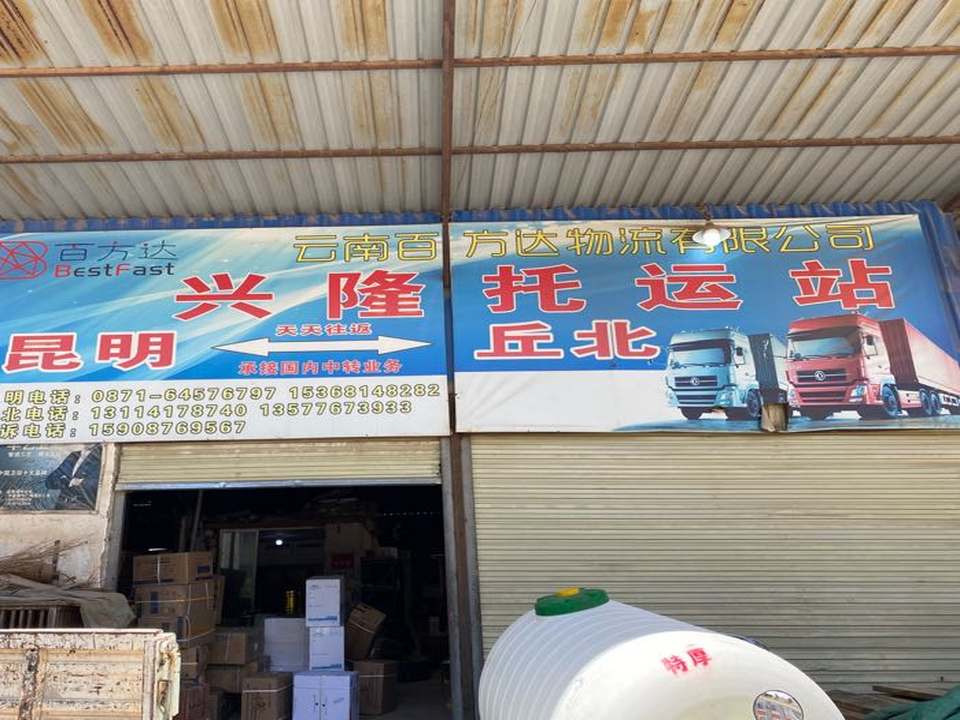 百方达
BestFast
云南百方达物流有限公司
兴隆托运站
昆明
天天往返
承接国内中转业务
丘北
明电话：0871-64576797 15368148282
北电话：13114178740 13577673933
诉电话：15908769567
特厚